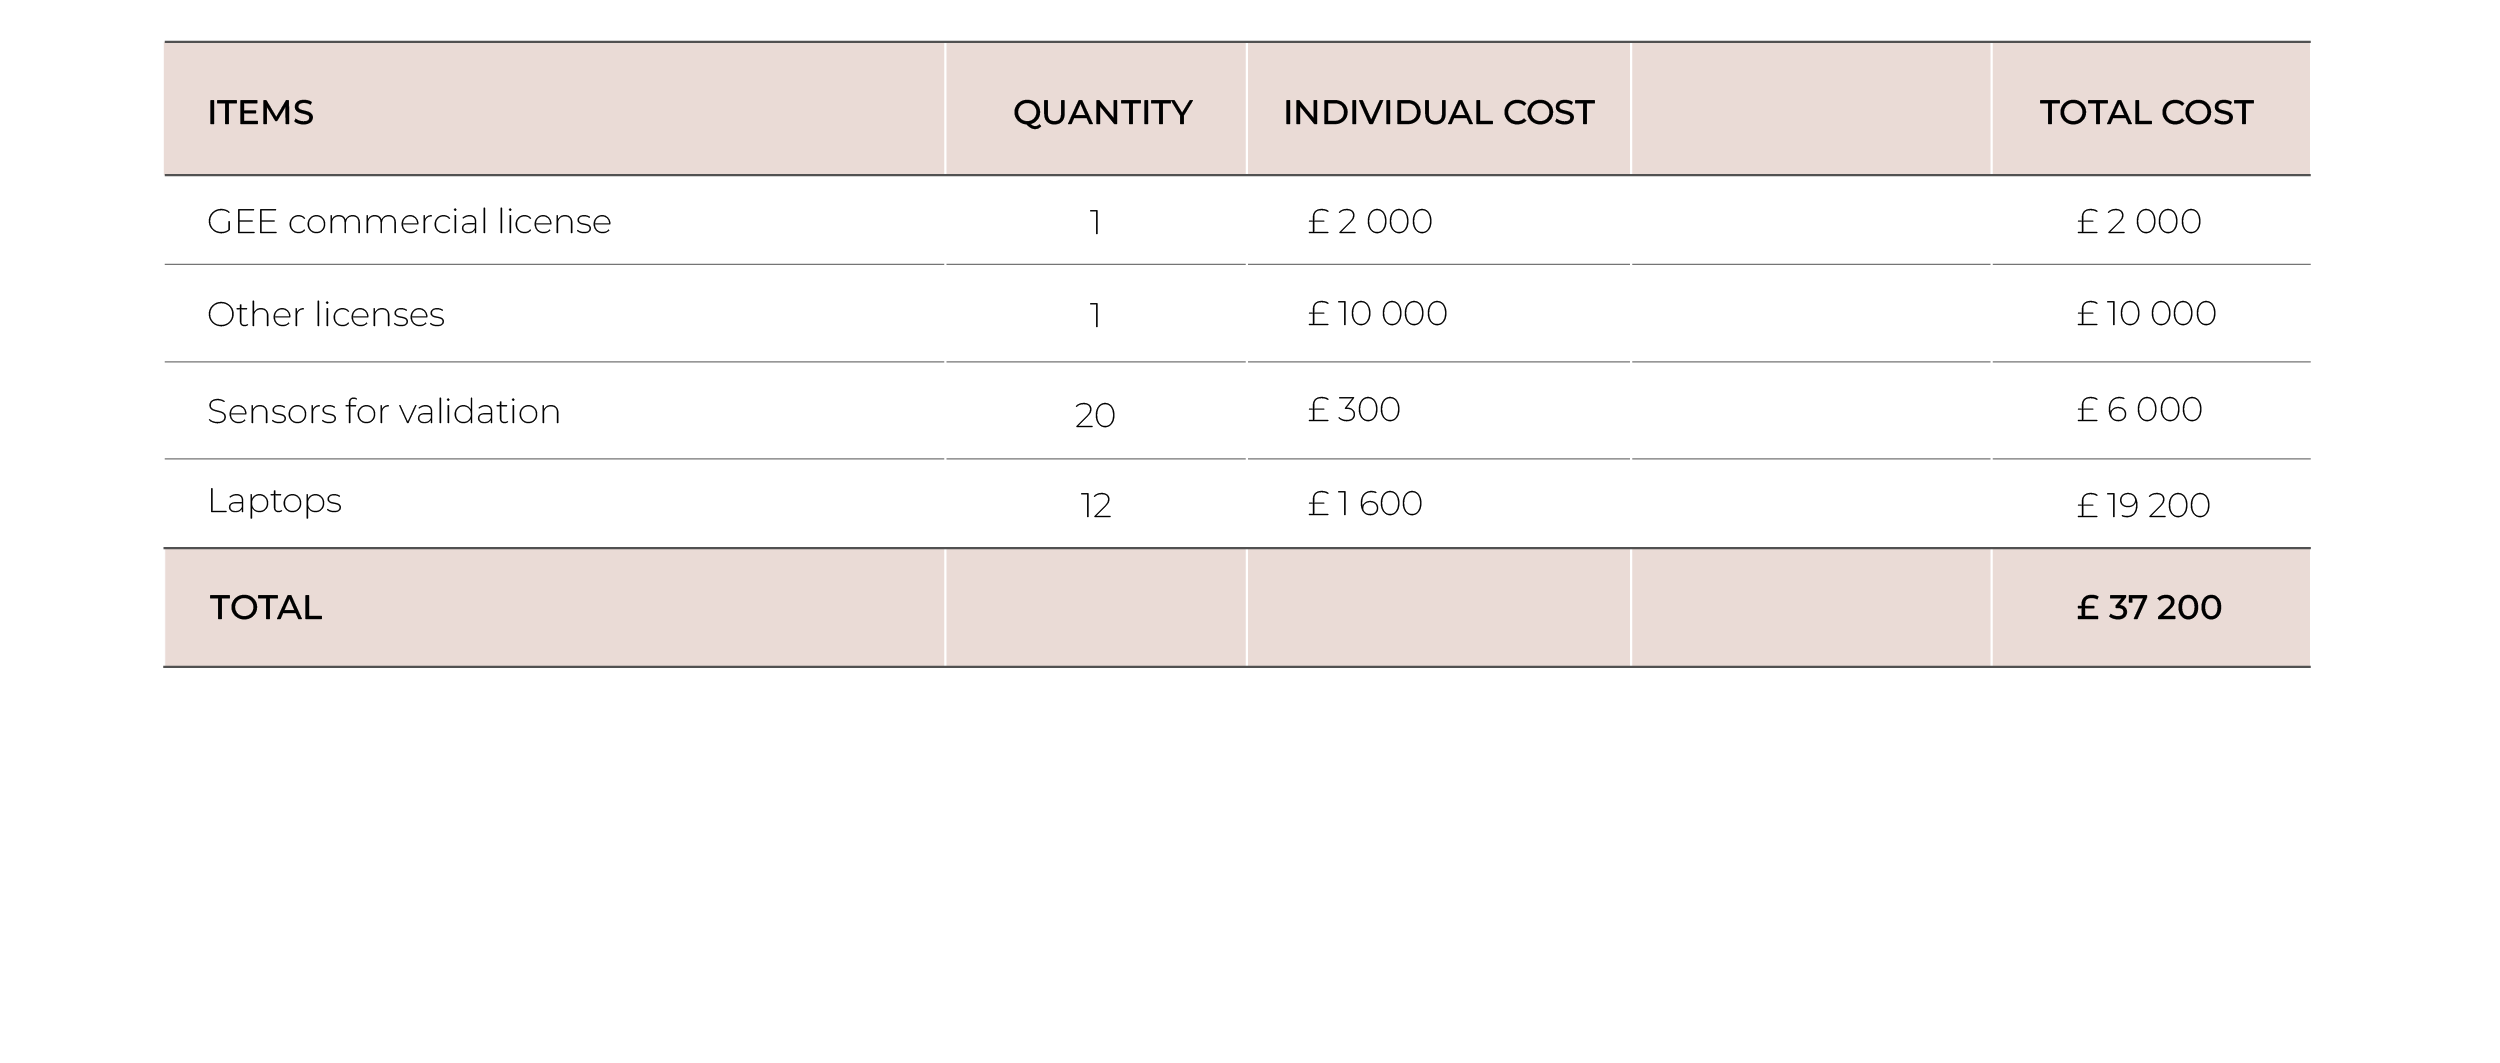 ITEMS QUANTITY INDIVIDUAL COST TOTAL COST
GEE commercial license 1 £ 2 000 £ 2 000
Other licenses 1 £ 10 000 £ 10 000
Sensors for validation 20 £ 300 £ 6 000
Laptops 12 £ 1 600 £ 19 200
TOTAL £ 37 200